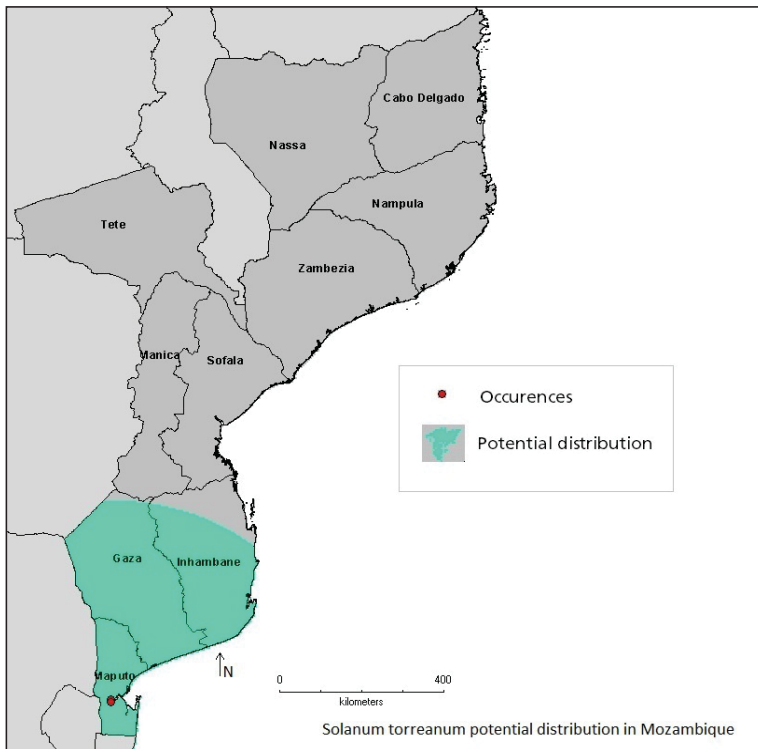 Cabo Delgado
Nassa
Nampula
Tete
Zambezia
Manica
Sofala
Occurences
Potential distribution
Gaza
Inhambane
Maputo
N
0 400
kilometers
Solanum torreanum potential distribution in Mozambique